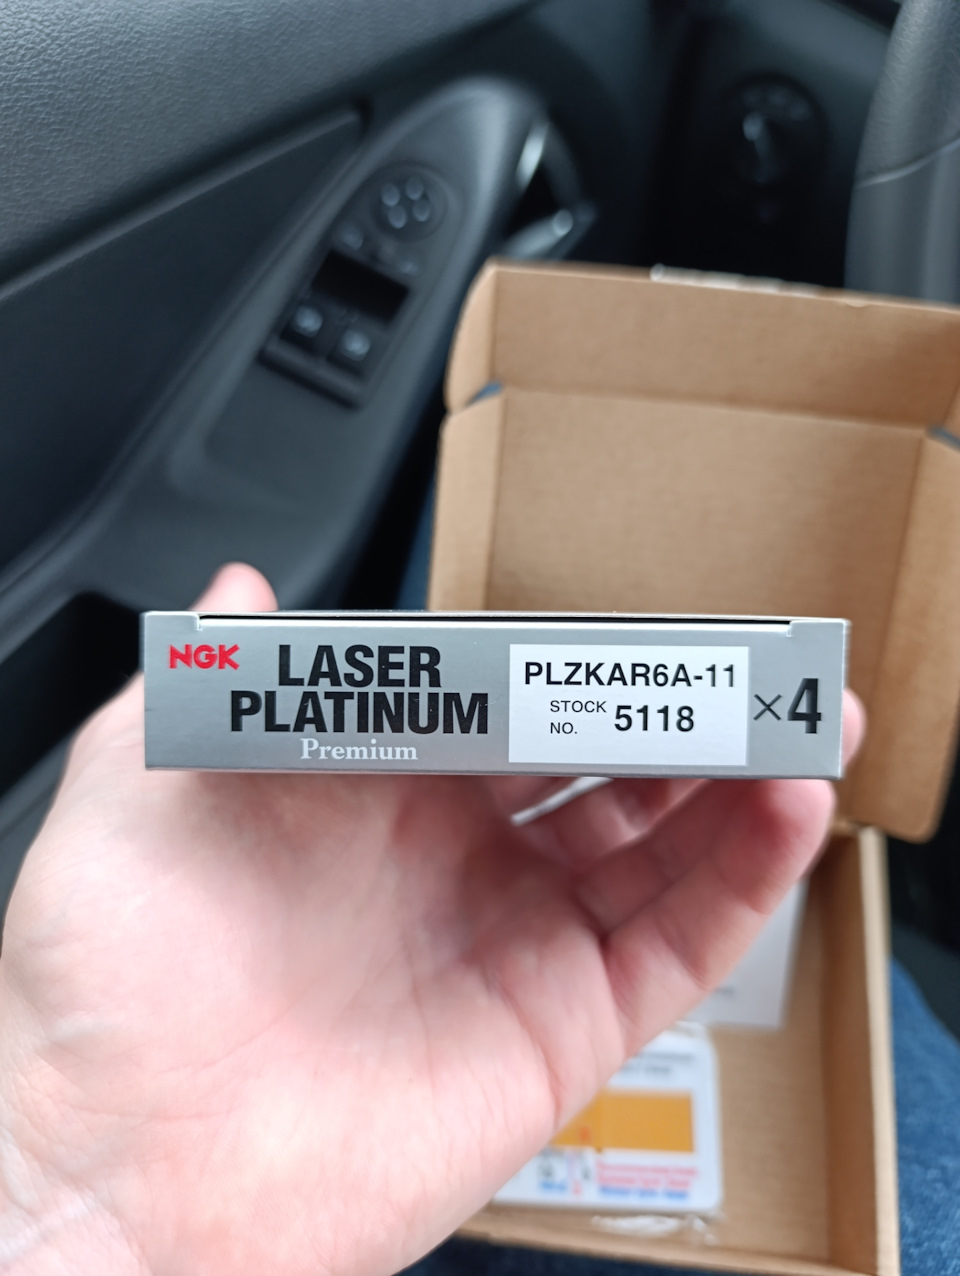 NGK
LASER
PLATINUM
Premium
PLZKAR6A-11
STOCK
NO. 5118
×4